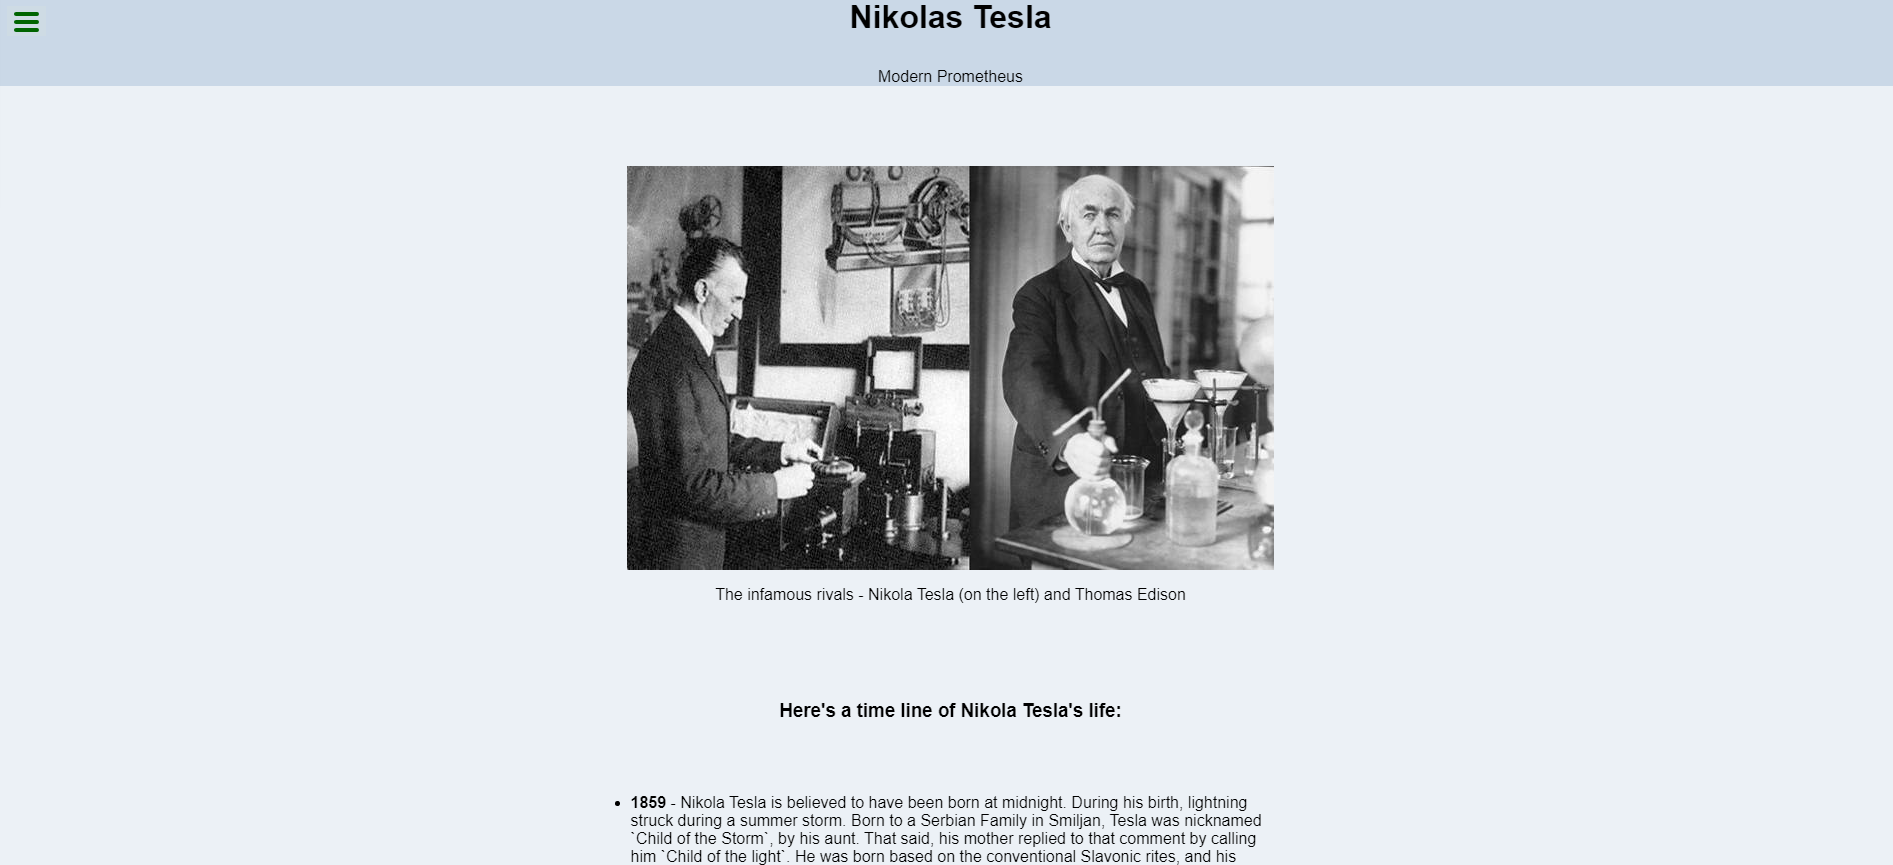 Nikolas Tesla
Modern Prometheus
The infamous rivals - Nikola Tesla (on the left) and Thomas Edison
Here's a time line of Nikola Tesla's life:
1859 - Nikola Tesla is believed to have been born at midnight. During his birth, lightning
struck during a summer storm. Born to a Serbian Family in Smiljan, Tesla was nicknamed
`Child of the Storm`, by his aunt. That said, his mother replied to that comment by calling
him `Child of the light`. He was born based on the conventional Slavonic rites, and his